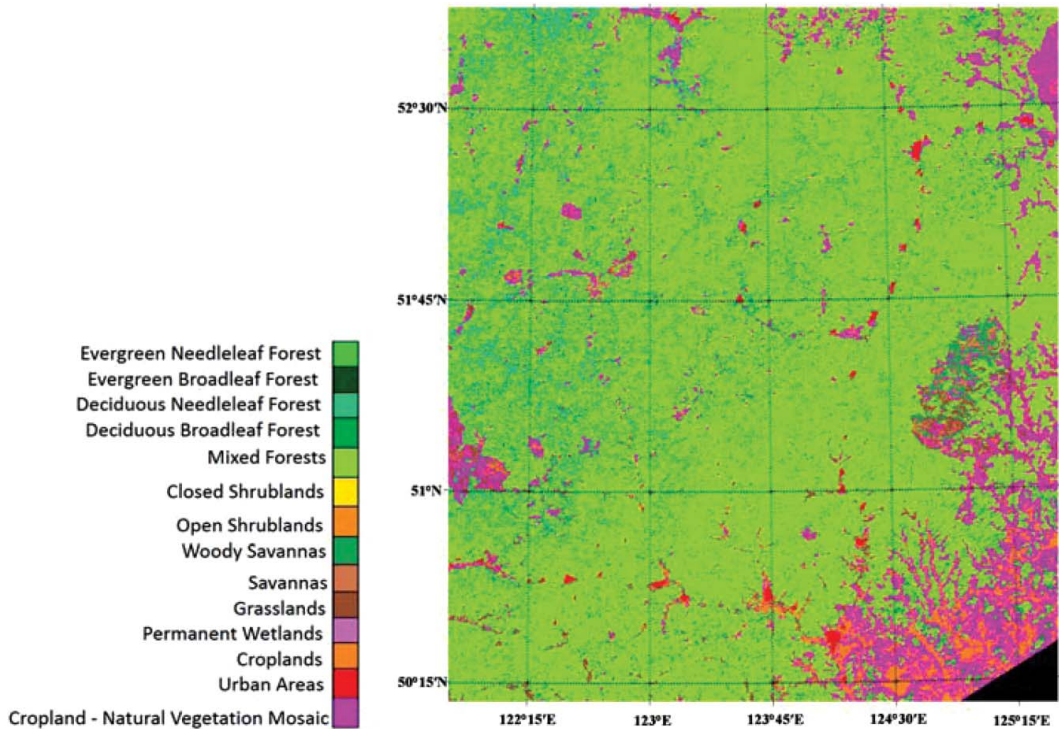 52°30'N
51°45'N
Evergreen Needleleaf Forest
Evergreen Broadleaf Forest
Deciduous Needleleaf Forest
Deciduous Broadleaf Forest
Mixed Forests
Closed Shrublands
51°N
Open Shrublands
Woody Savannas
Savannas
Grasslands
Permanent Wetlands
Croplands
Urban Areas
50°15'N
Cropland - Natural Vegetation Mosaic
122°15'E 123°E 123°45'E 124°30'E 125°15'E